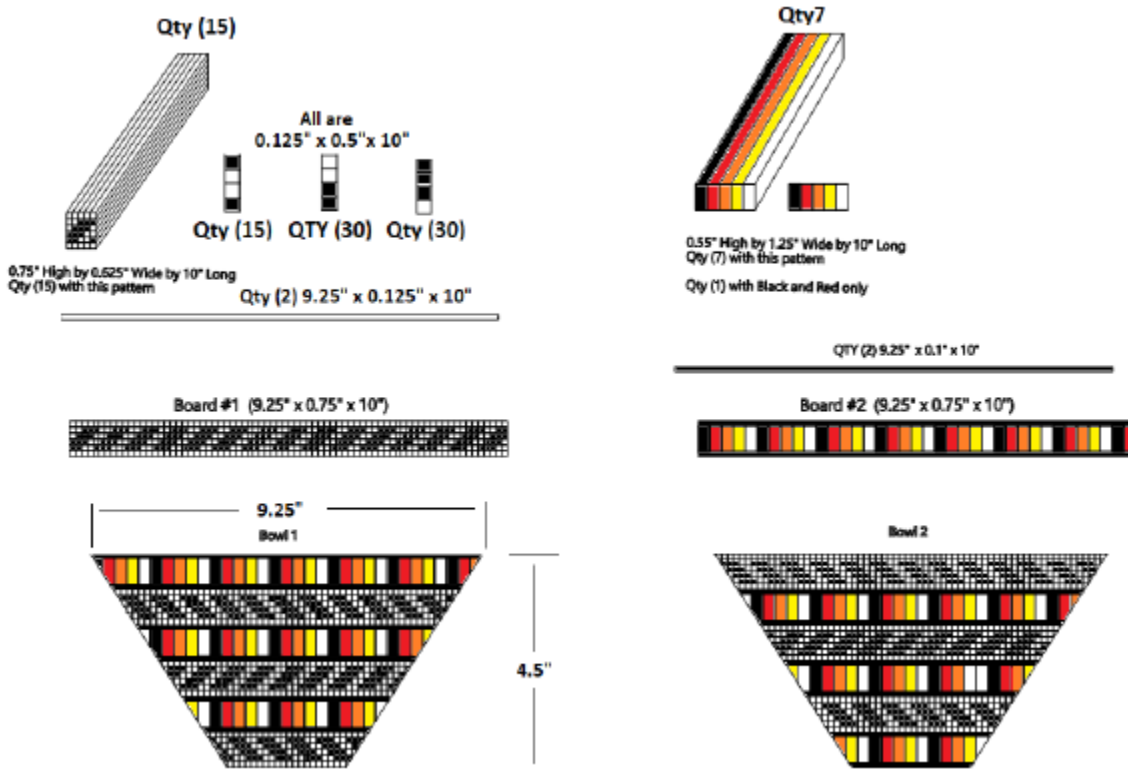 Qty (15)
All are
0.125" x 0.5"x 10"
Qty (15) QTY (30) Qty (30)
0.75" High by 0.625" Wide by 10" Long
Qty (15) with this pattern
Qty (2) 9.25" x 0.125" x 10"
Board #1 (9.25" x 0.75" x 10")
9.25"
Bowl 1
4.5"
Qty7
0.55" High by 1.25" Wide by 10" Long
Qty (7) with this pattern
Qty (1) with Black and Red only
QTY (2) 9.25" x 0.1" x 10"
Board #2 (9.25" x 0.75" x 10")
Bowl 2